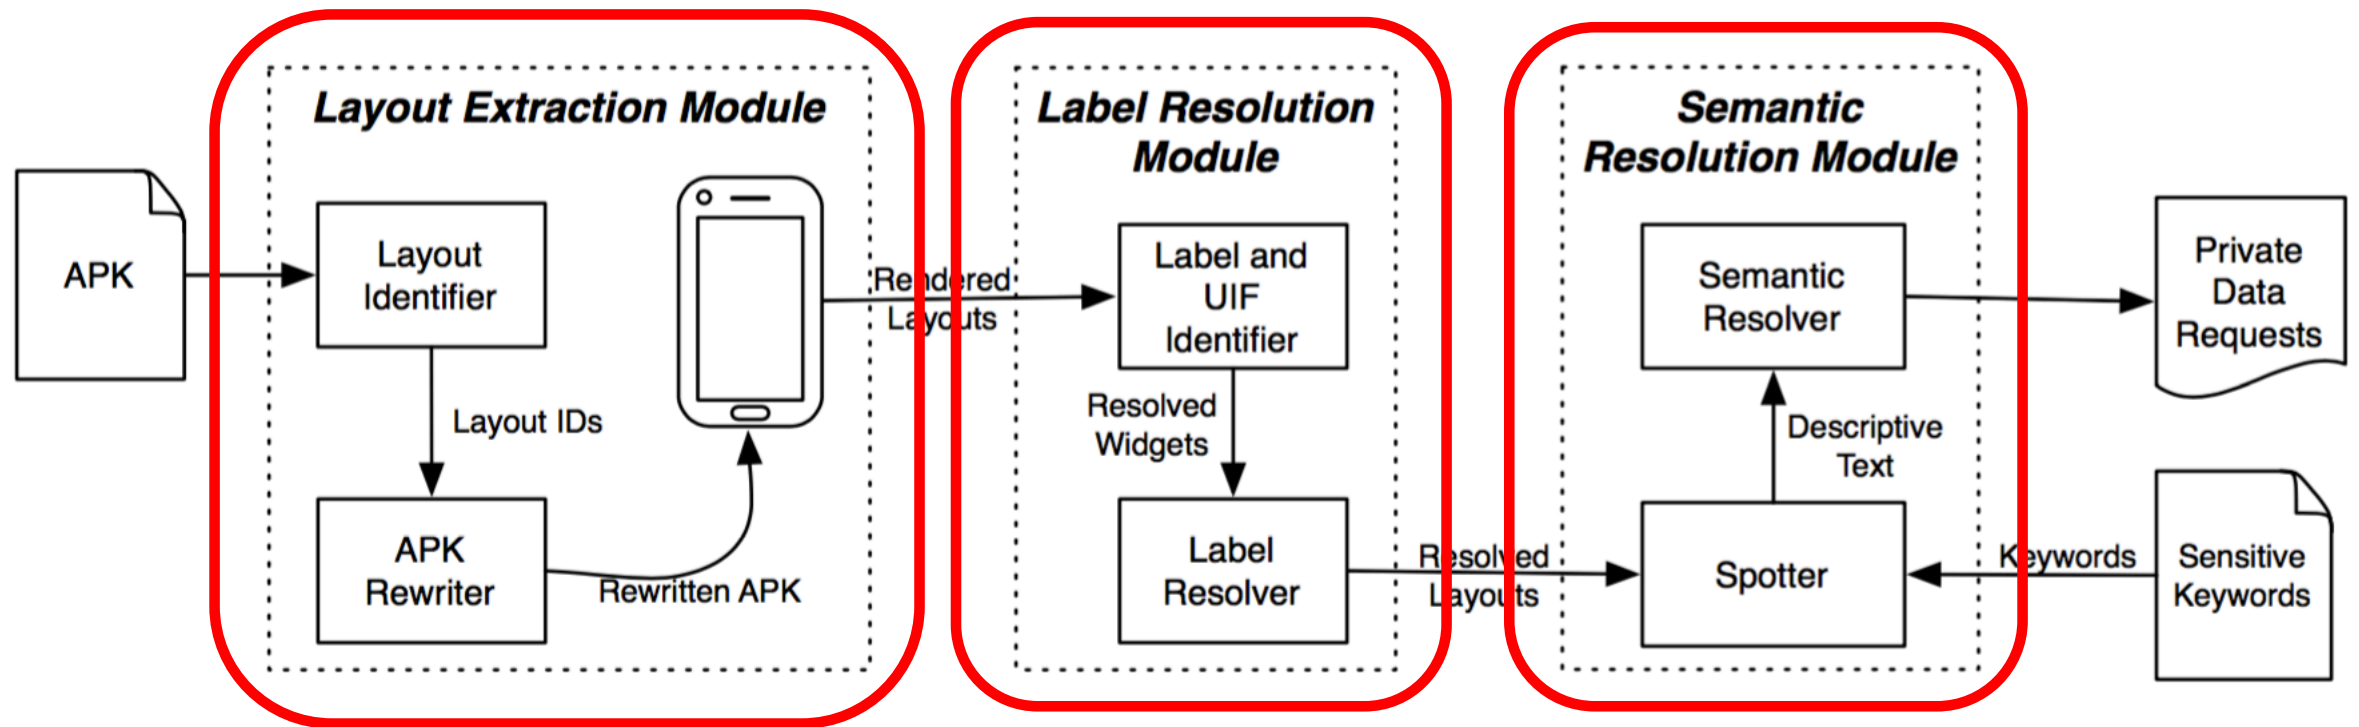 APK
Layout Extraction Module
Layout
Identifier
Layout IDs
APK
Rewriter
Rewritten APK
Rendered
Layouts
Label Resolution
Module
Label and
UIF
Identifier
Resolved
Widgets
Label
Resolver
Resolved
Layouts
Semantic
Resolution Module
Semantic
Resolver
Descriptive
Text
Spotter
Private
Data
Requests
Keywords
Sensitive
Keywords